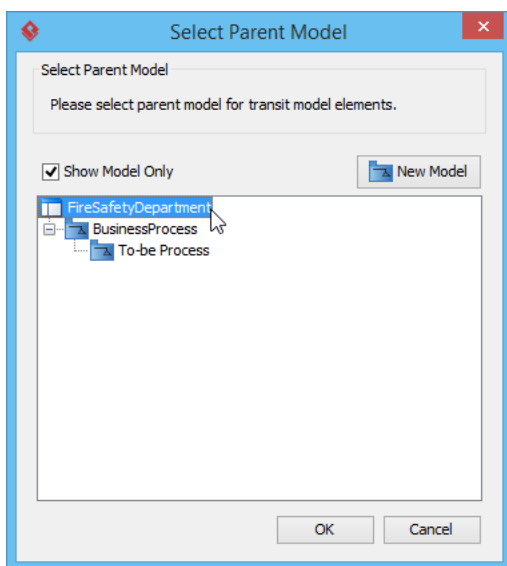 Select Parent Model
Select Parent Model
Please select parent model for transit model elements.
Show Model Only
New Model
FireSafetyDepartment
BusinessProcess
To-be Process
OK
Cancel